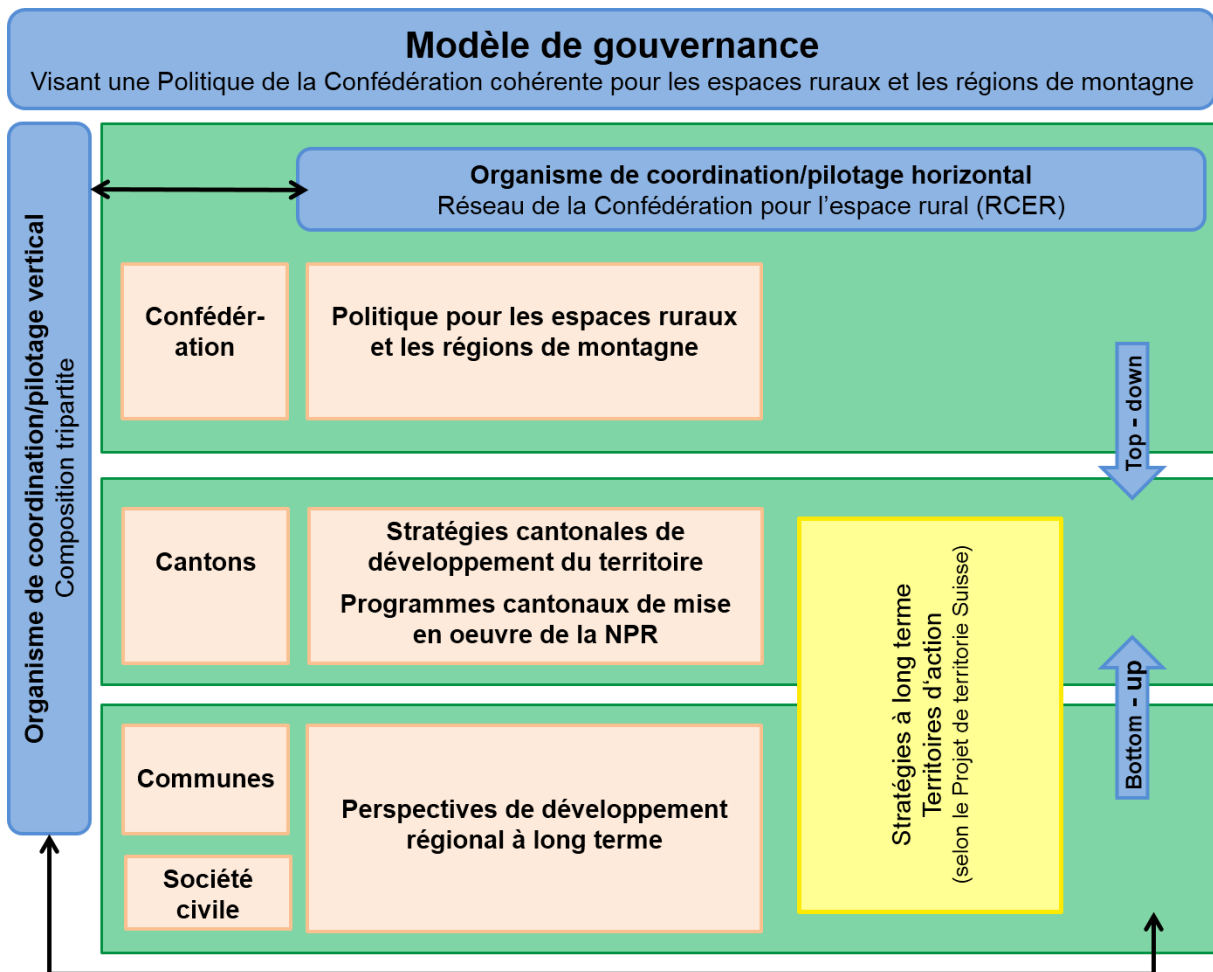 Modèle de gouvernance
Visant une Politique de la Confédération cohérente pour les espaces ruraux et les régions de montagne
Organisme de coordination/pilotage vertical
Composition tripartite
Organisme de coordination/pilotage horizontal
Réseau de la Confédération pour l'espace rural (RCER)
Confédér-
ation
Politique pour les espaces ruraux
et les régions de montagne
Top - down
Cantons
Stratégies cantonales de
développement du territoire
Programmes cantonaux de mise
en oeuvre de la NPR
Stratégies à long terme
Territoires d'action
(selon le Projet de territorie Suisse)
Bottom - up
Communes
Société
civile
Perspectives de développement
régional à long terme